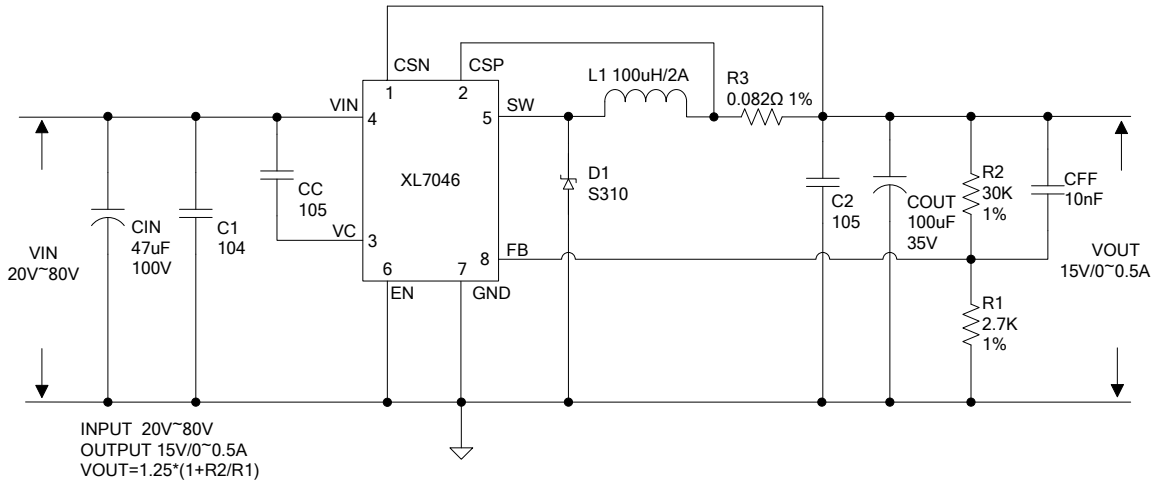 CSN
CSP
1
2
VIN
4
SW
5
XL7046
L1 100uH/2A
R3
0.082Ω 1%
CC
105
VC
3
D1
S310
CIN
47uF
100V
C1
104
VIN
20V~80V
FB
8
6
7
EN
GND
C2
105
COUT
100uF
35V
R2
30K
1%
CFF
10nF
VOUT
15V/0~0.5A
R1
2.7K
1%
INPUT 20V~80V
OUTPUT 15V/0~0.5A
VOUT=1.25*(1+R2/R1)